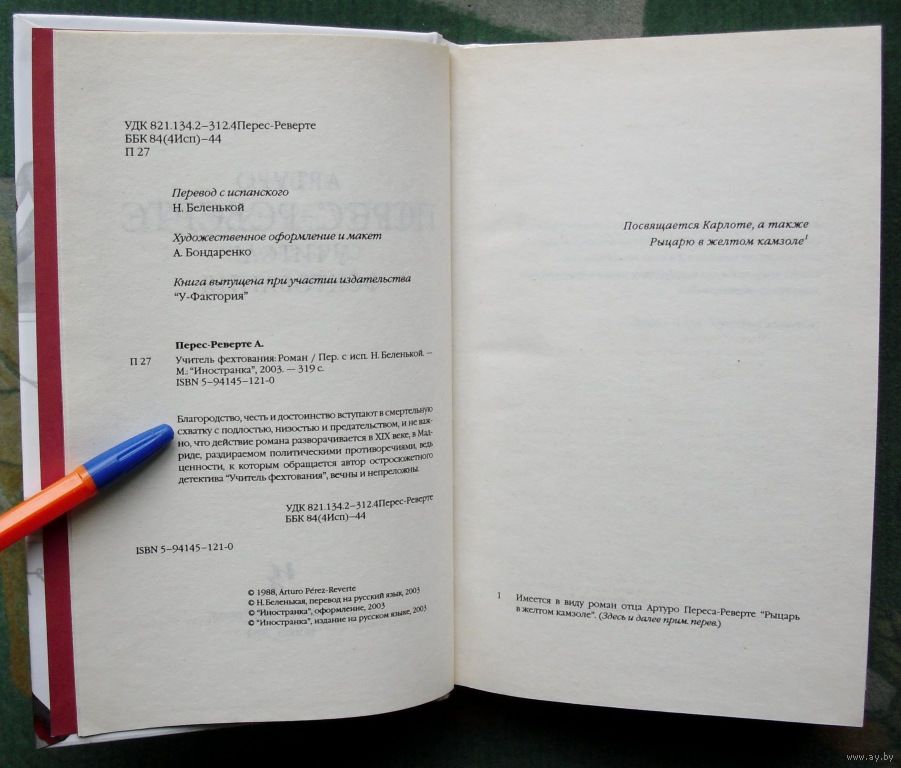 УДК 821.134.2–312.4Перес-Реверте
ББК 84(4Исп)–44
П 27
Перевод с испанского
Н. Беленькой
Художественное оформление и макет
А. Бондаренко
Книга выпущена при участии издательства
“У-Фактория”
Перес-Реверте А.
П 27 Учитель фехтования: Роман / Пер. с исп. Н. Беленькой. –
М.: “Иностранка”, 2003. — 319 с.
ISBN 5–94145–121–0
Благородство, честь и достоинство вступают в смертельную
схватку с подлостью, низостью и предательством, и не важ-
но, что действие романа разворачивается в XIX веке, в Мад-
риде, раздираемом политическими противоречиями, ведь
ценности, к которым обращается автор остросюжетного
детектива “Учитель фехтования”, вечны и непреложны.
УДК 821.134.2–312.4Перес-Реверте
ББК 84(4Исп)–44
ISBN 5–94145–121–0
© 1988, Arturo Pérez-Reverte
© Н. Беленькая, перевод на русский язык, 2003
© “Иностранка”, оформление, 2003
© “Иностранка”, издание на русском языке, 2003
Посвящается Карлоте, а также
Рыцарю в желтом камзоле¹
1 Имеется в виду роман отца Артуро Переса-Реверте “Рыцарь
в желтом камзоле”. (Здесь и далее прим. перев.)
www.ay.by